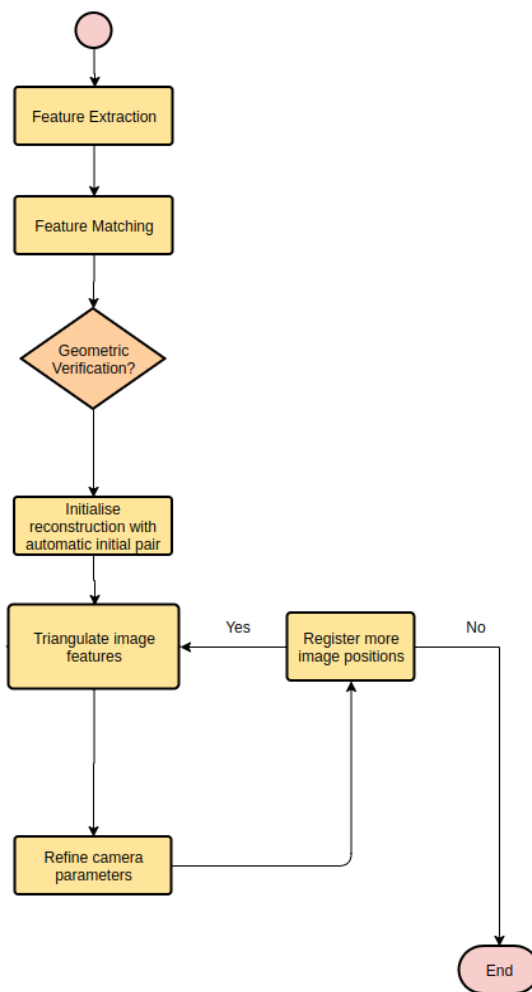 Feature Extraction
Feature Matching
Geometric
Verification?
Initialise
reconstruction with
automatic initial pair
Triangulate image
features
Yes
Register more
image positions
No
Refine camera
parameters
End